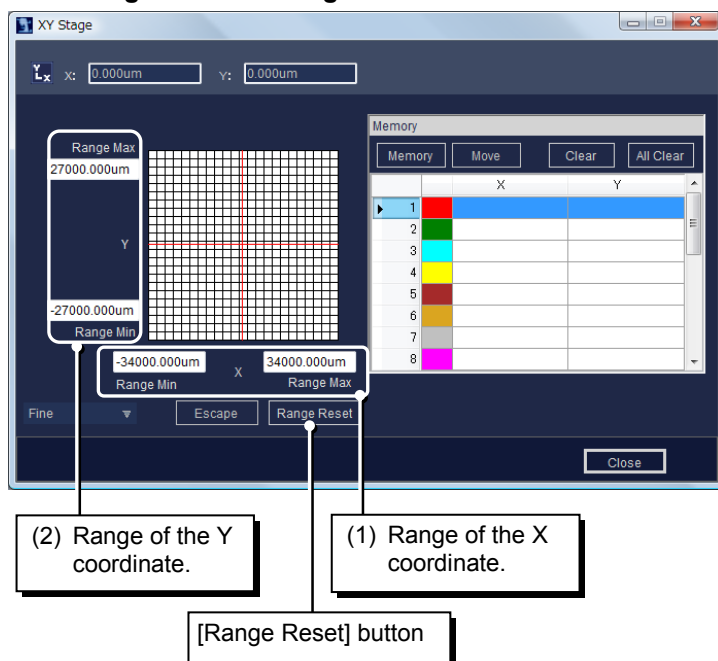 XY Stage
X: 0.000um Y: 0.000um
Range Max
27000.000um
Y
-27000.000um
Range Min
-34000.000um X 34000.000um
Range Min Range Max
Fine Escape Range Reset
Memory
Memory Move Clear All Clear
X Y
1
2
3
4
5
6
7
8
Close
(2) Range of the Y
coordinate.
(1) Range of the X
coordinate.
[Range Reset] button